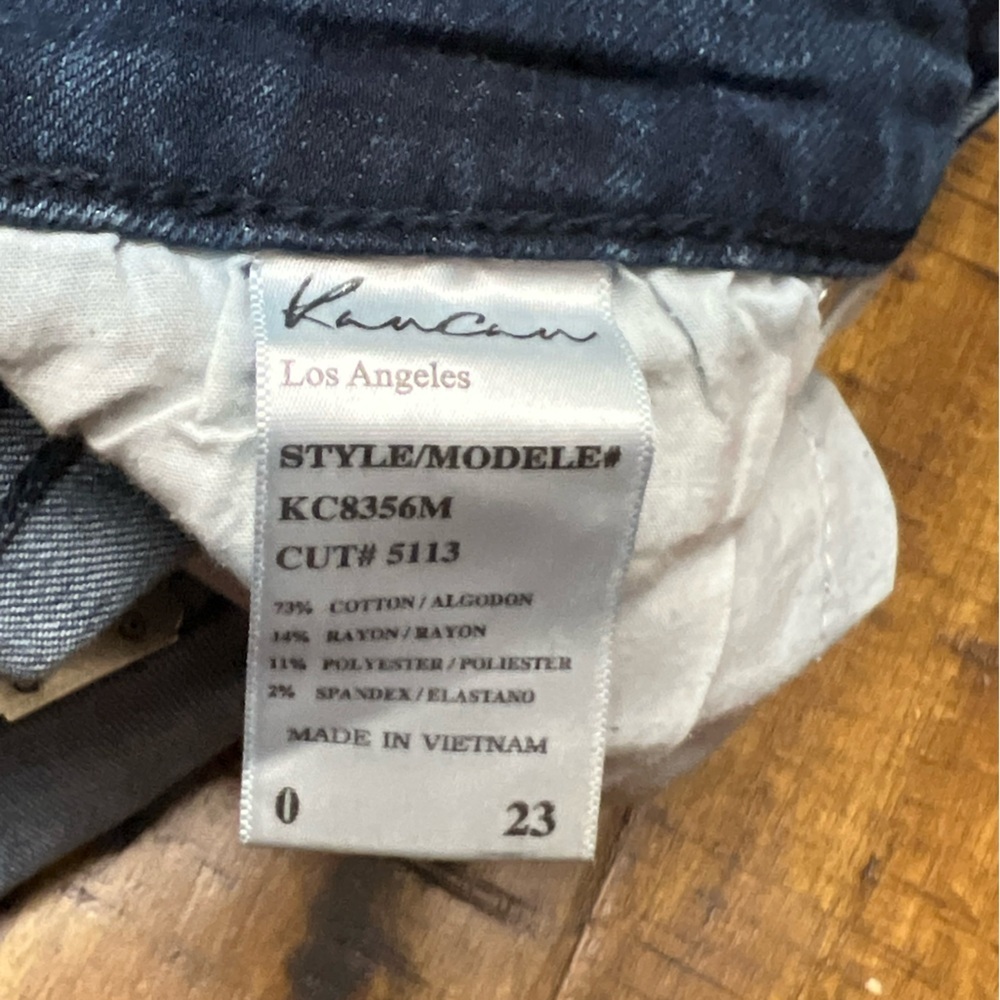 KanCan
Los Angeles
STYLE/MODELE#
KC8356M
CUT# 5113
73% COTTON / ALGODON
14% RAYON / RAYON
11% POLYESTER / POLIESTER
2% SPANDEX / ELASTANO
MADE IN VIETNAM
0 23